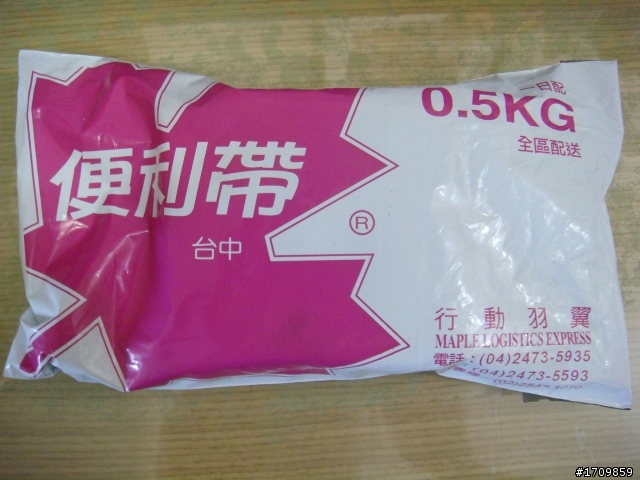 便利帶
®
台中
日配
0.5KG
全區配送
行動羽翼
MAPLE LOGISTICS EXPRESS
電話:(04)2473-5935
(04)2473-5593
#1709859